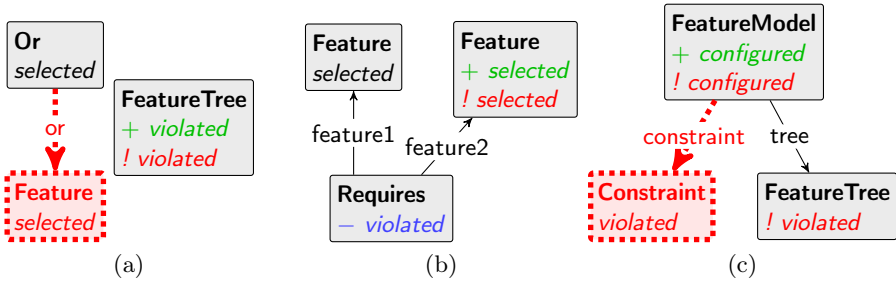 Or
selected
or
Feature
selected
FeatureTree
+ violated
! violated
(a)
Feature
selected
Feature
+ selected
! selected
feature1
feature2
Requires
− violated
(b)
FeatureModel
+ configured
! configured
constraint
tree
Constraint
violated
FeatureTree
! violated
(c)